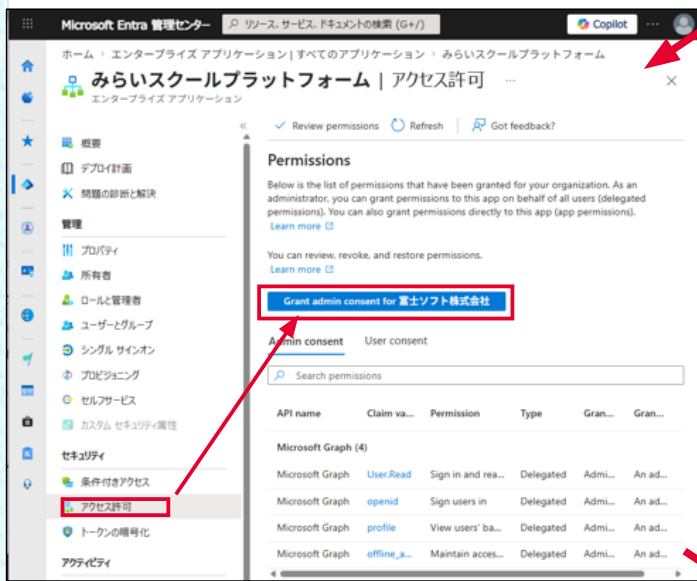 Microsoft Entra 管理センター
リソース、サービス、ドキュメントの検索 (G+/)
Copilot
ホーム > エンタープライズ アプリケーション | すべてのアプリケーション > みらいスクールプラットフォーム
みらいスクールプラットフォーム | アクセス許可
エンタープライズ アプリケーション
概要
デプロイ計画
問題の診断と解決
管理
プロパティ
所有者
ロールと管理者
ユーザーとグループ
シングル サインオン
プロビジョニング
セルフサービス
カスタム セキュリティ属性
セキュリティ
条件付きアクセス
アクセス許可
トークンの暗号化
アクティビティ
Review permissions
Refresh
Got feedback?
Permissions
Below is the list of permissions that have been granted for your organization. As an
administrator, you can grant permissions to this app on behalf of all users (delegated
permissions). You can also grant permissions directly to this app (app permissions).
Learn more
You can review, revoke, and restore permissions.
Learn more
Grant admin consent for 富士ソフト株式会社
Admin consent
User consent
Search permissions
API name Claim va... Permission Type Gran... Gran...
Microsoft Graph (4)
Microsoft Graph User.Read Sign in and rea... Delegated Admi... An ad...
Microsoft Graph openid Sign users in Delegated Admi... An ad...
Microsoft Graph profile View users' ba... Delegated Admi... An ad...
Microsoft Graph offline_a... Maintain acces... Delegated Admi... An ad...